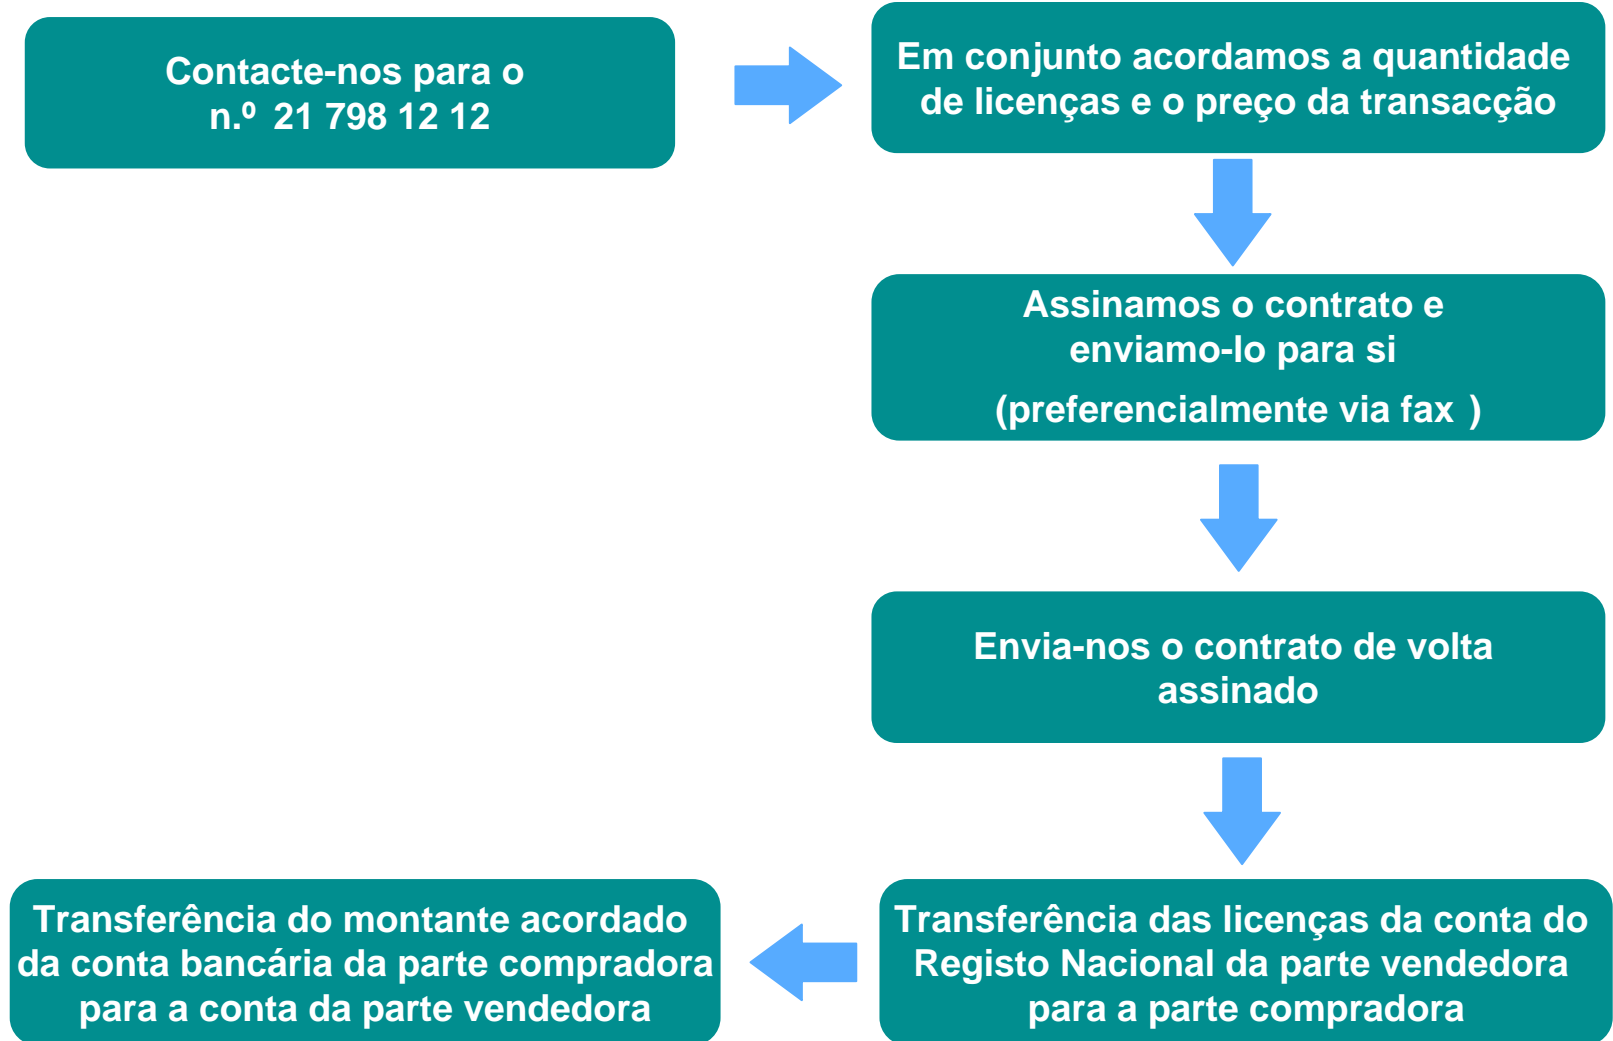 Contacte-nos para o
n.º 21 798 12 12
Em conjunto acordamos a quantidade
de licenças e o preço da transacção
Assinamos o contrato e
enviamo-lo para si
(preferencialmente via fax )
Envia-nos o contrato de volta
assinado
Transferência das licenças da conta do
Registo Nacional da parte vendedora
para a parte compradora
Transferência do montante acordado
da conta bancária da parte compradora
para a conta da parte vendedora